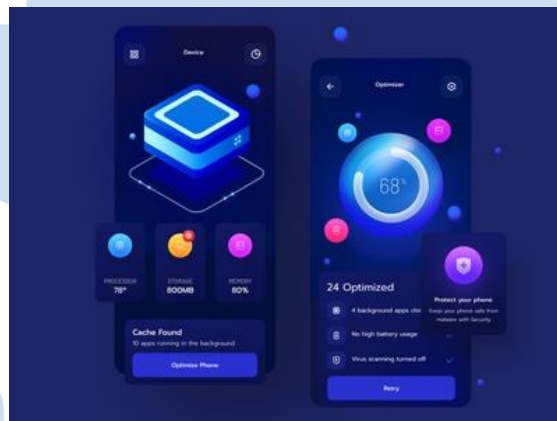 Device
PROCESSOR
78°
STORAGE
800MB
MEMORY
80%
Cache Found
10 apps running in the background
Optimise Phone
Optimizer
68%
24 Optimized
4 background apps clo
No high battery usage
Virus scanning turned off
Retry
Protect your phone
Keep your phone safe from
malware with Security